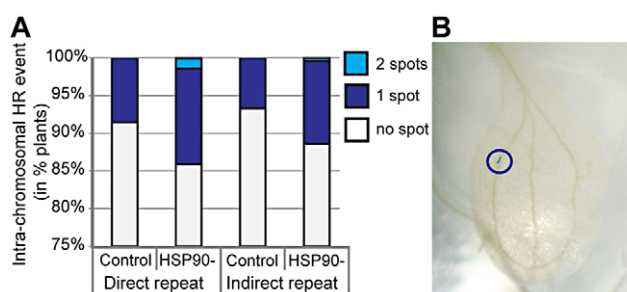 A
B
Intra-chromosomal HR event
(in % plants)
100%
95%
90%
85%
80%
75%
2 spots
1 spot
no spot
Control HSP90- Control HSP90-
Direct repeat Indirect repeat